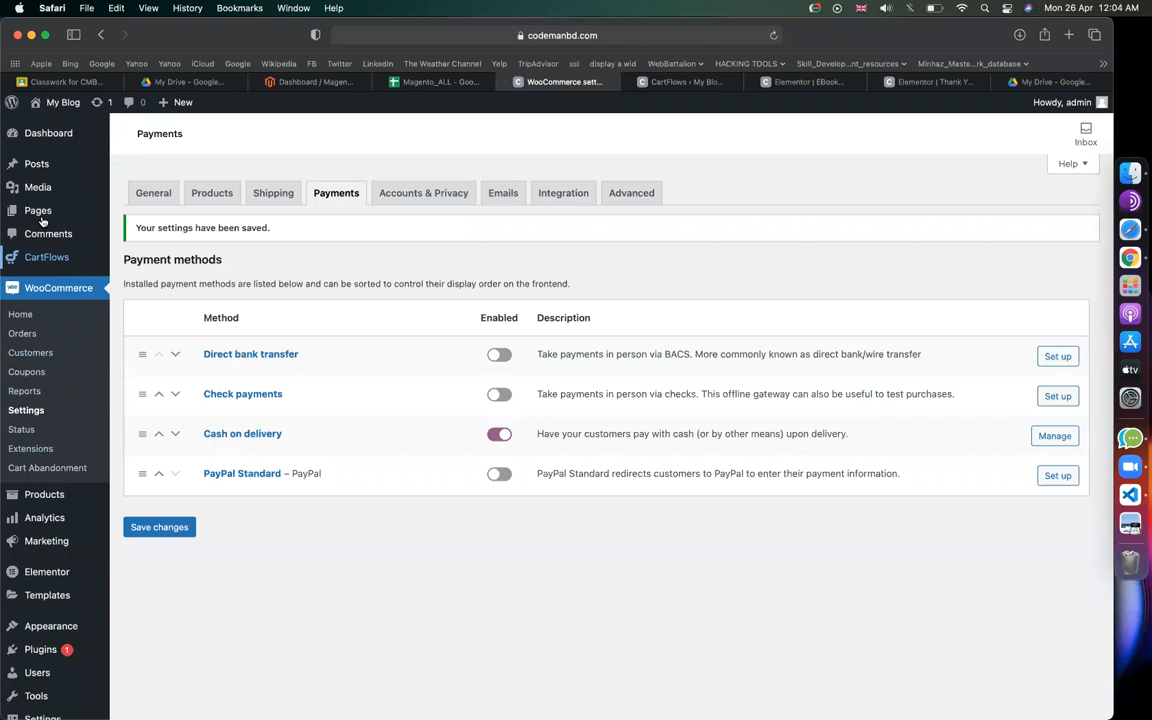 Safari File Edit View History Bookmarks Window Help Mon 26 Apr 12:04 AM
codemanbd.com
Apple Bing Google Yahoo Yahoo iCloud Google Wikipedia FB Twitter LinkedIn The Weather Channel Yelp TripAdvisor ssl display a wid WebBattalion HACKING TOOLS Skill_Develop...nt_resources Minhaz_Maste...rk_database
Classwork for CMB... My Drive - Google... Dashboard / Magen... Magento_ALL - Goo... WooCommerce sett... CartFlows ‹ My Blo... Elementor | EBook... Elementor | Thank Y... My Drive - Google...
My Blog 1 0 + New Howdy, admin
Dashboard
Posts
Media
Pages
Comments
CartFlows
WooCommerce
Home
Orders
Customers
Coupons
Reports
Settings
Status
Extensions
Cart Abandonment
Products
Analytics
Marketing
Elementor
Templates
Appearance
Plugins 1
Users
Tools
Settings
Payments
Inbox
Help
General Products Shipping Payments Accounts & Privacy Emails Integration Advanced
Your settings have been saved.
Payment methods
Installed payment methods are listed below and can be sorted to control their display order on the frontend.
Method Enabled Description
Direct bank transfer Take payments in person via BACS. More commonly known as direct bank/wire transfer Set up
Check payments Take payments in person via checks. This offline gateway can also be useful to test purchases. Set up
Cash on delivery Have your customers pay with cash (or by other means) upon delivery. Manage
PayPal Standard – PayPal PayPal Standard redirects customers to PayPal to enter their payment information. Set up
Save changes
tv